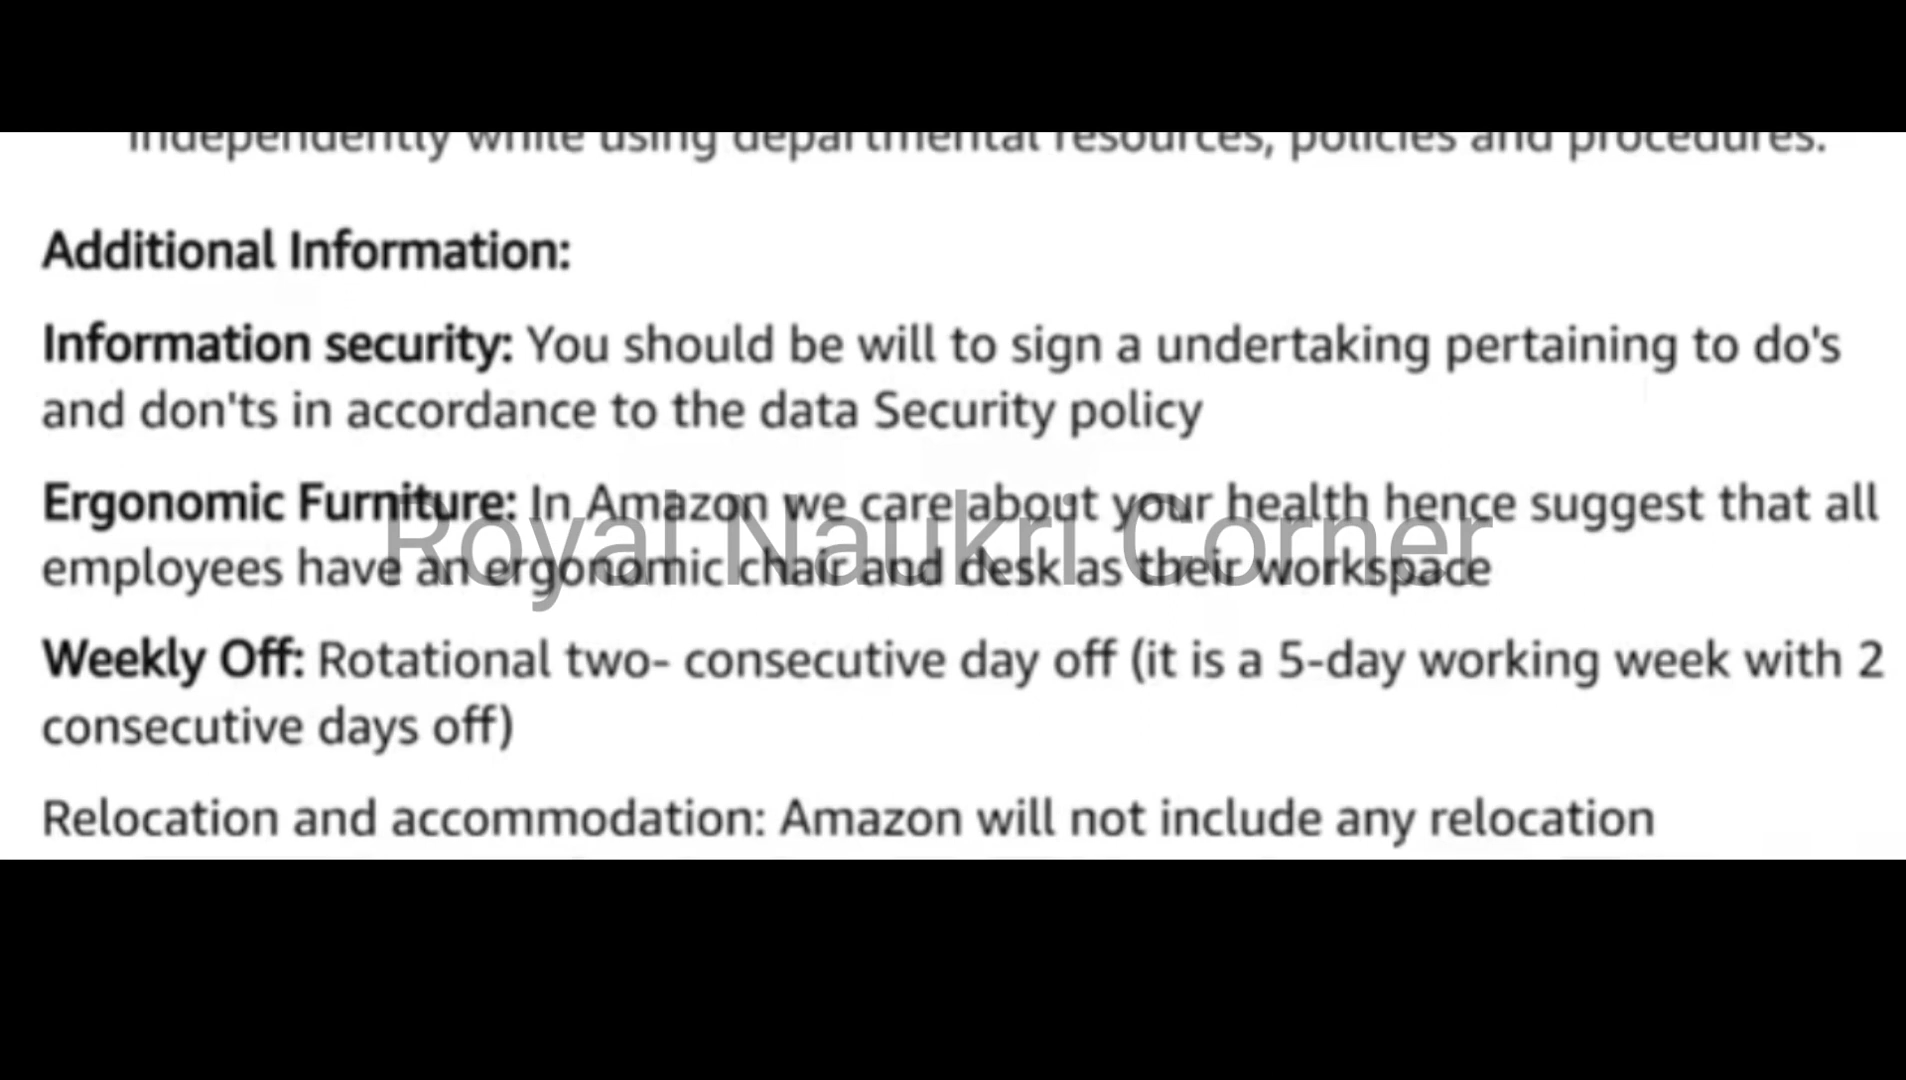 independently while using departmental resources, policies and procedures.
Additional Information:
Information security: You should be will to sign a undertaking pertaining to do's
and don'ts in accordance to the data Security policy
Ergonomic Furniture: In Amazon we care about your health hence suggest that all
employees have an ergonomic chair and desk as their workspace
Royal Naukri Corner
Weekly Off: Rotational two- consecutive day off (it is a 5-day working week with 2
consecutive days off)
Relocation and accommodation: Amazon will not include any relocation